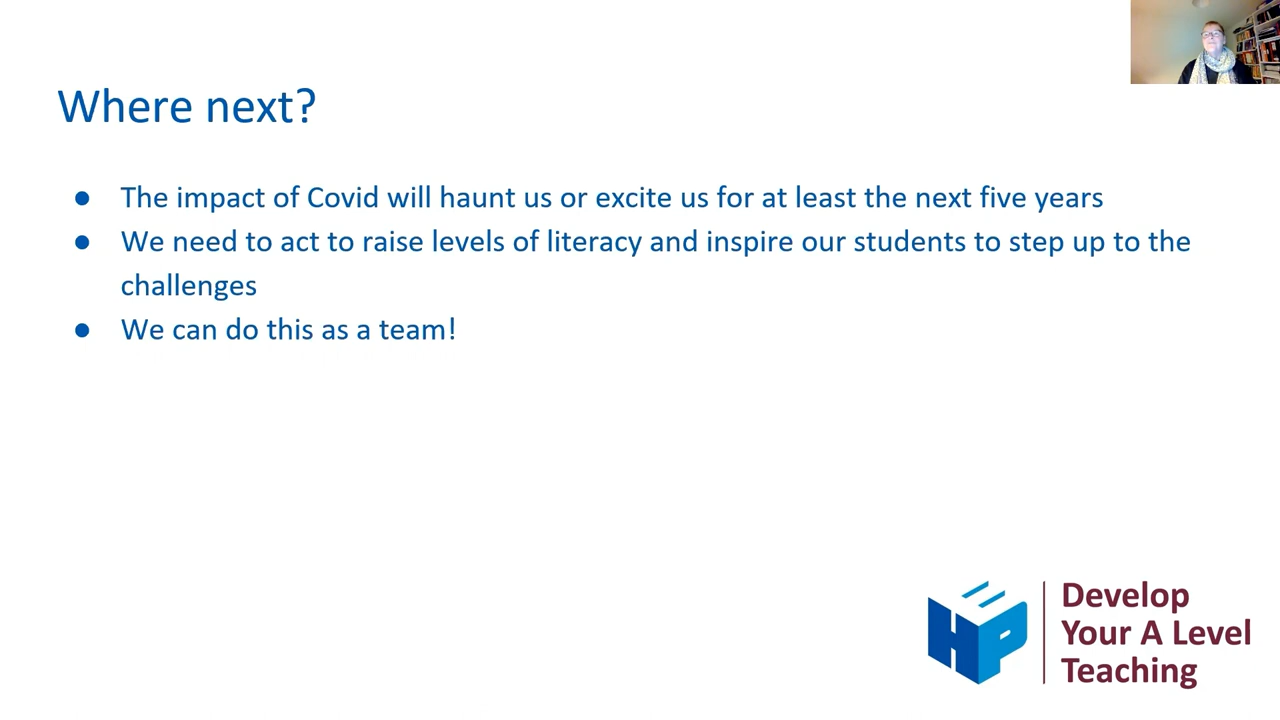 Where next?
● The impact of Covid will haunt us or excite us for at least the next five years
● We need to act to raise levels of literacy and inspire our students to step up to the
challenges
● We can do this as a team!
HEP
Develop
Your A Level
Teaching